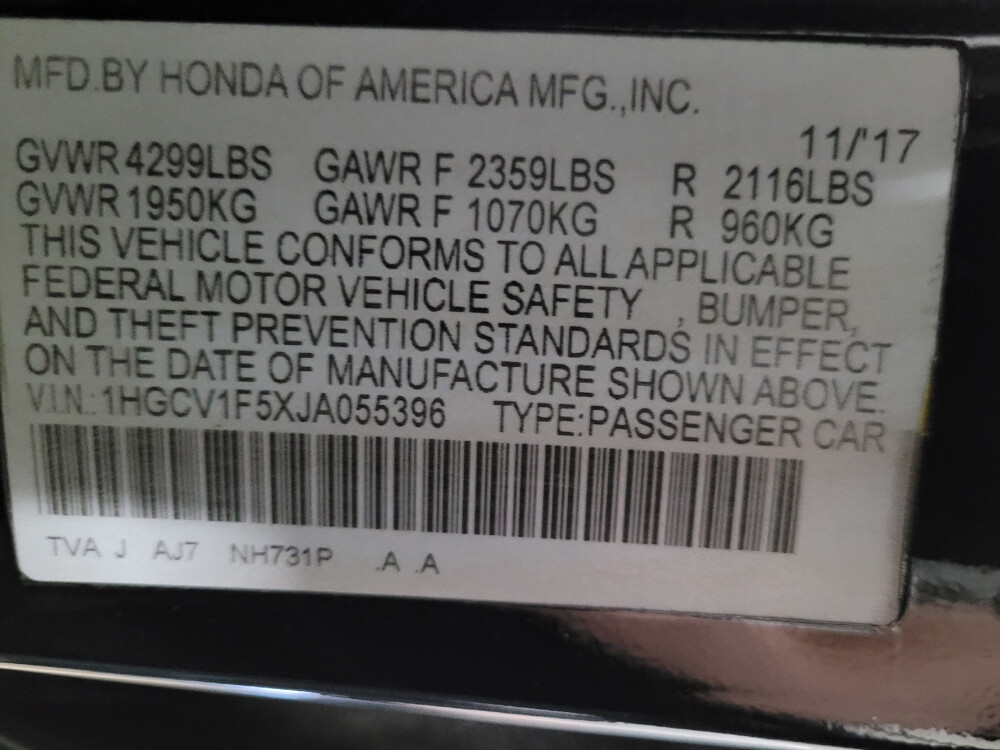 MFD.BY HONDA OF AMERICA MFG.,INC.
11/'17
GVWR 4299LBS GAWR F 2359LBS R 2116LBS
GVWR 1950KG GAWR F 1070KG R 960KG
THIS VEHICLE CONFORMS TO ALL APPLICABLE
FEDERAL MOTOR VEHICLE SAFETY , BUMPER,
AND THEFT PREVENTION STANDARDS IN EFFECT
ON THE DATE OF MANUFACTURE SHOWN ABOVE.
V.I.N.:1HGCV1F5XJA055396 TYPE:PASSENGER CAR
TVA J AJ7 NH731P .A .A